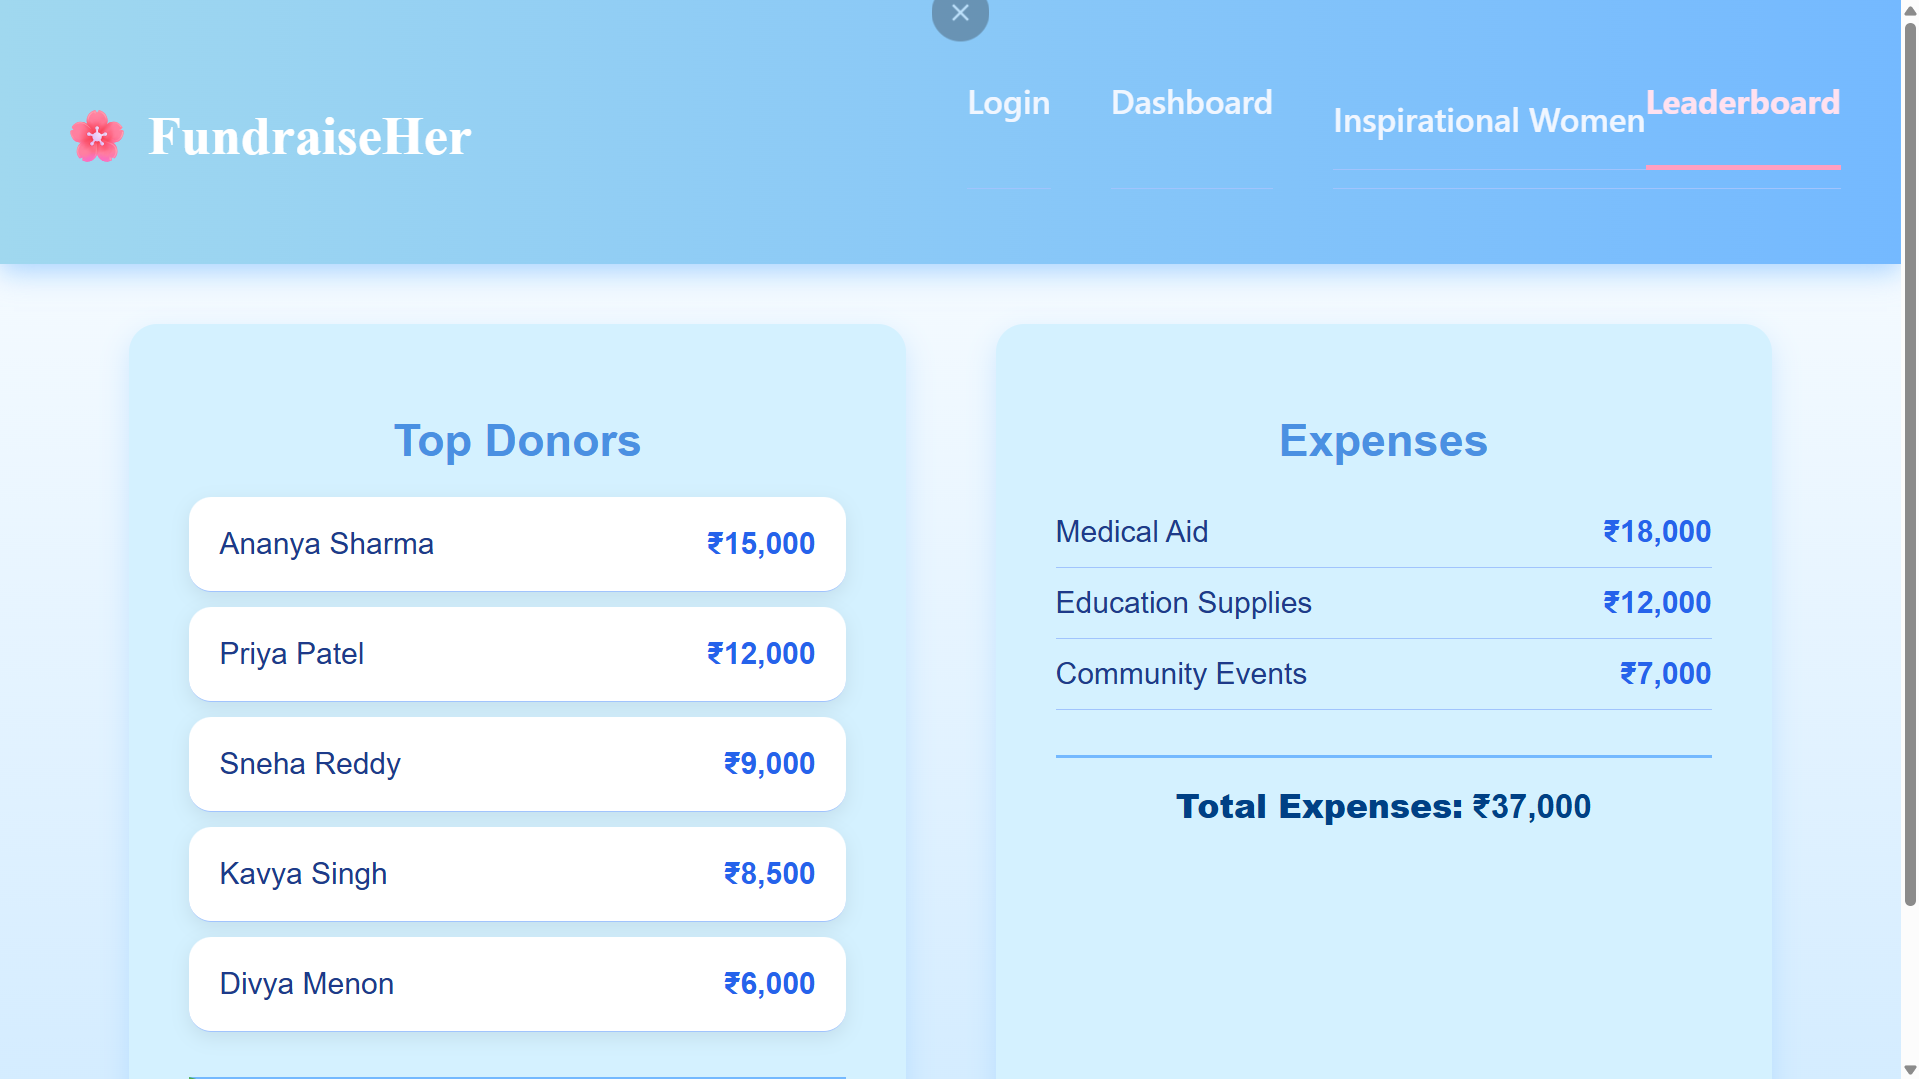 FundraiseHer
Login
Dashboard
Inspirational Women
Leaderboard
Top Donors
Ananya Sharma ₹15,000
Priya Patel ₹12,000
Sneha Reddy ₹9,000
Kavya Singh ₹8,500
Divya Menon ₹6,000
Expenses
Medical Aid ₹18,000
Education Supplies ₹12,000
Community Events ₹7,000
Total Expenses: ₹37,000